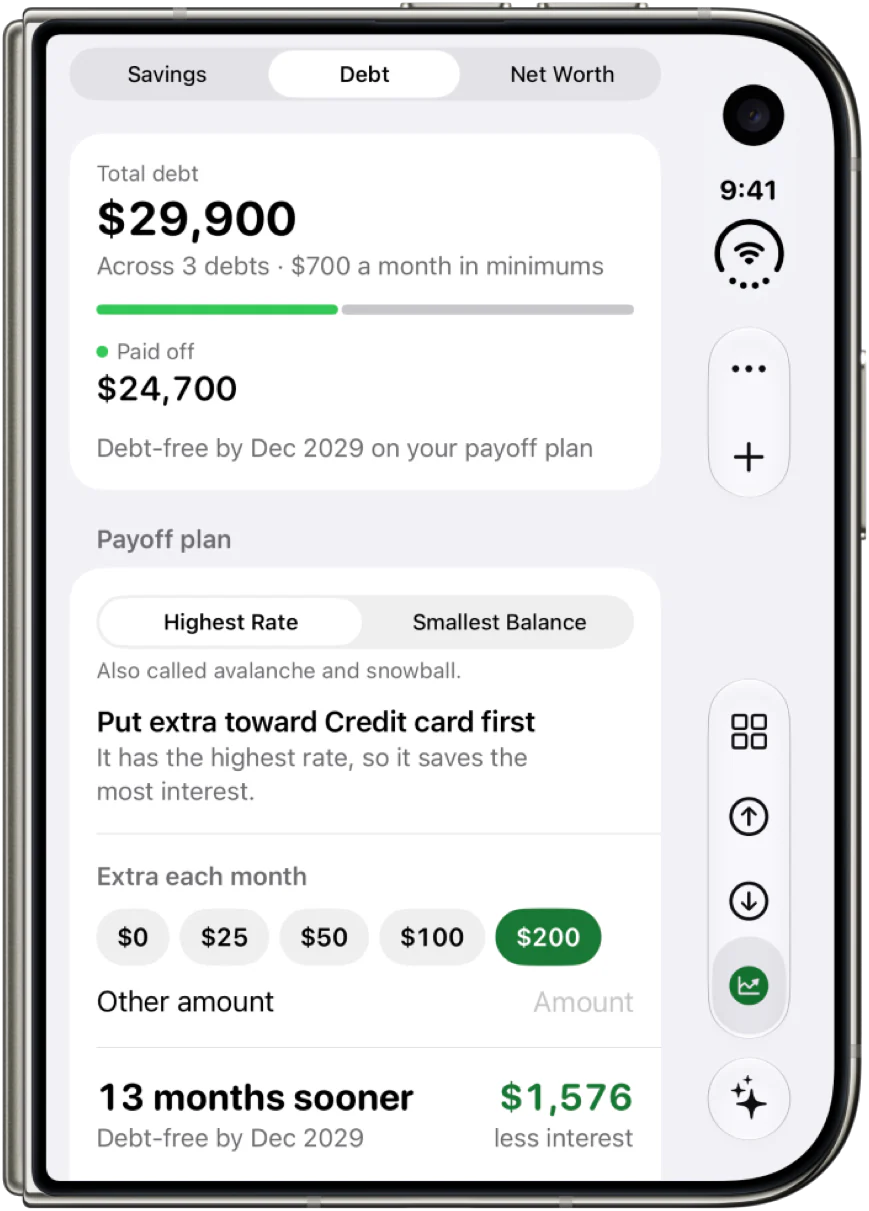 Savings Debt Net Worth
9:41
Total debt
$29,900
Across 3 debts · $700 a month in minimums
Paid off
$24,700
Debt-free by Dec 2029 on your payoff plan
Payoff plan
Highest Rate Smallest Balance
Also called avalanche and snowball.
Put extra toward Credit card first
It has the highest rate, so it saves the
most interest.
Extra each month
$0 $25 $50 $100 $200
Other amount Amount
13 months sooner $1,576
Debt-free by Dec 2029 less interest